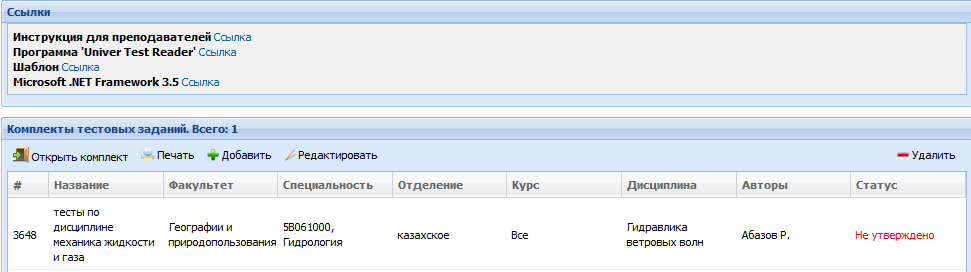 Ссылки
Инструкция для преподавателей Ссылка
Программа 'Univer Test Reader' Ссылка
Шаблон Ссылка
Microsoft .NET Framework 3.5 Ссылка
Комплекты тестовых заданий. Всего: 1
Открыть комплект Печать Добавить Редактировать Удалить
# Название Факультет Специальность Отделение Курс Дисциплина Авторы Статус
тесты по
дисциплине Географии и 5B061000, Гидравлика
3648 казахское Все Абазов Р. Не утверждено
механика жидкости природопользования Гидрология ветровых волн
и газа